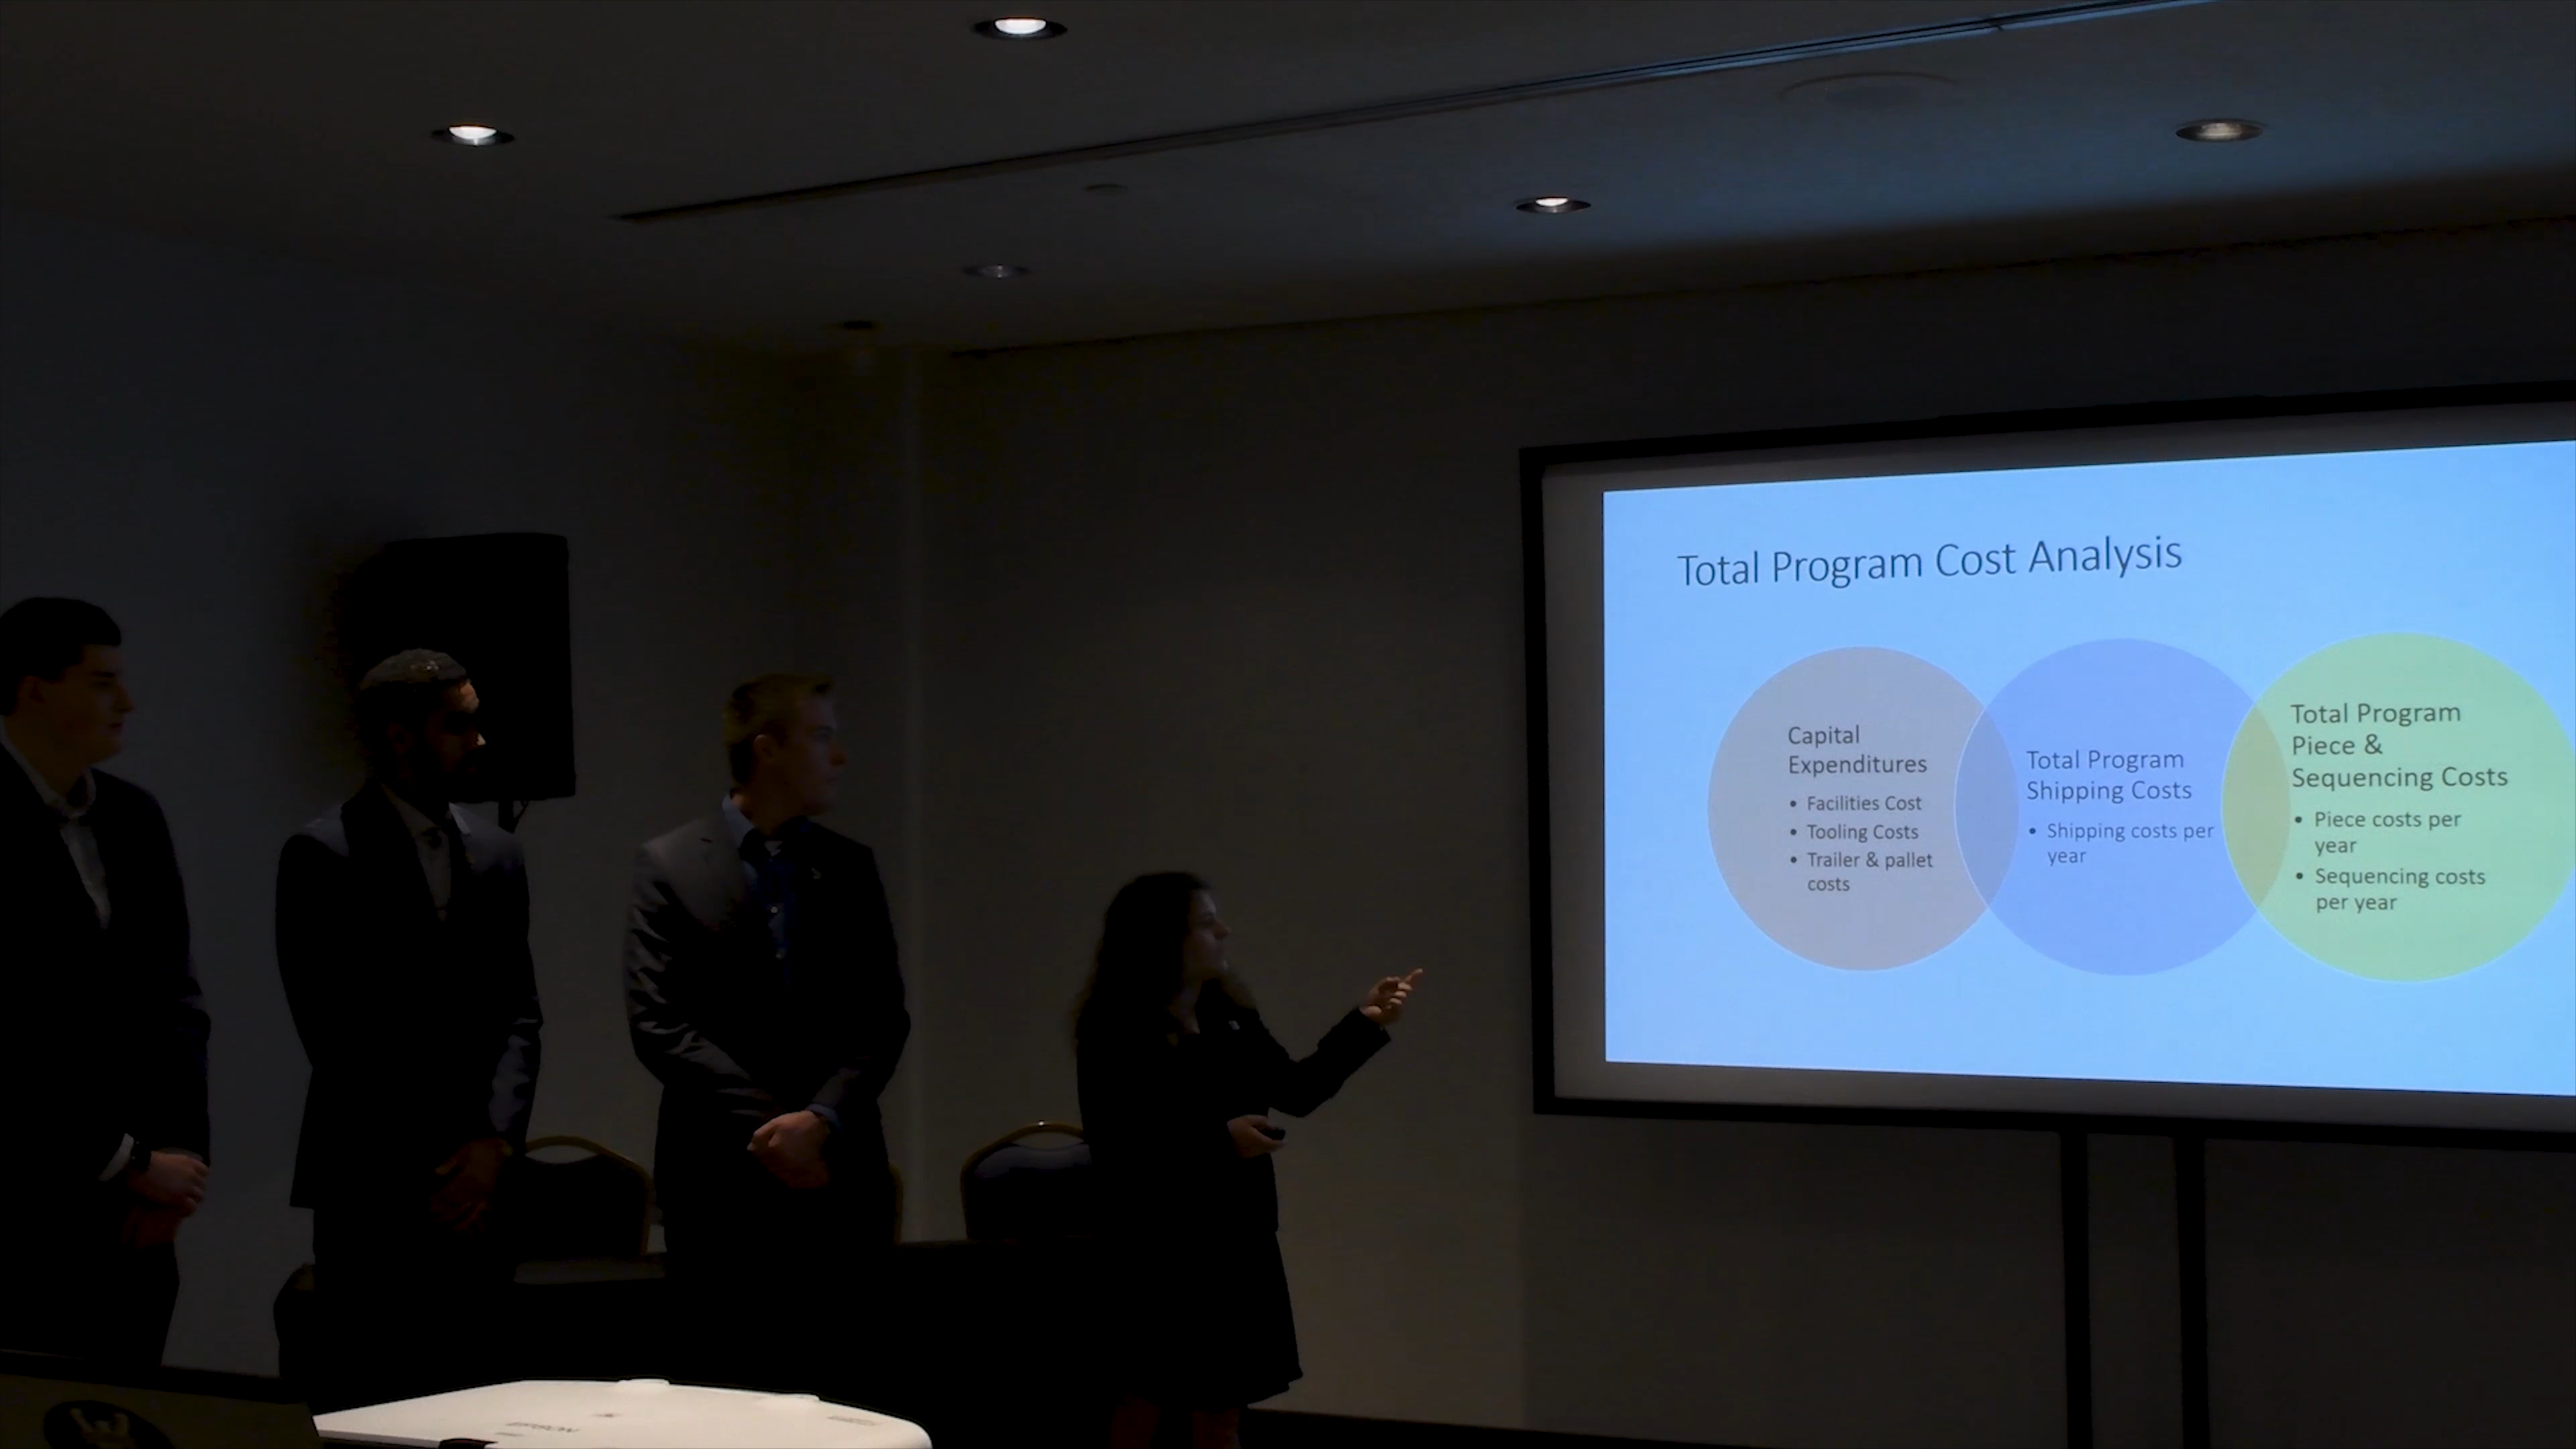 Total Program Cost Analysis
Capital
Expenditures
• Facilities Cost
• Tooling Costs
• Trailer & pallet
costs
Total Program
Shipping Costs
• Shipping costs per
year
Total Program
Piece &
Sequencing Costs
• Piece costs per
year
• Sequencing costs
per year
EPSON